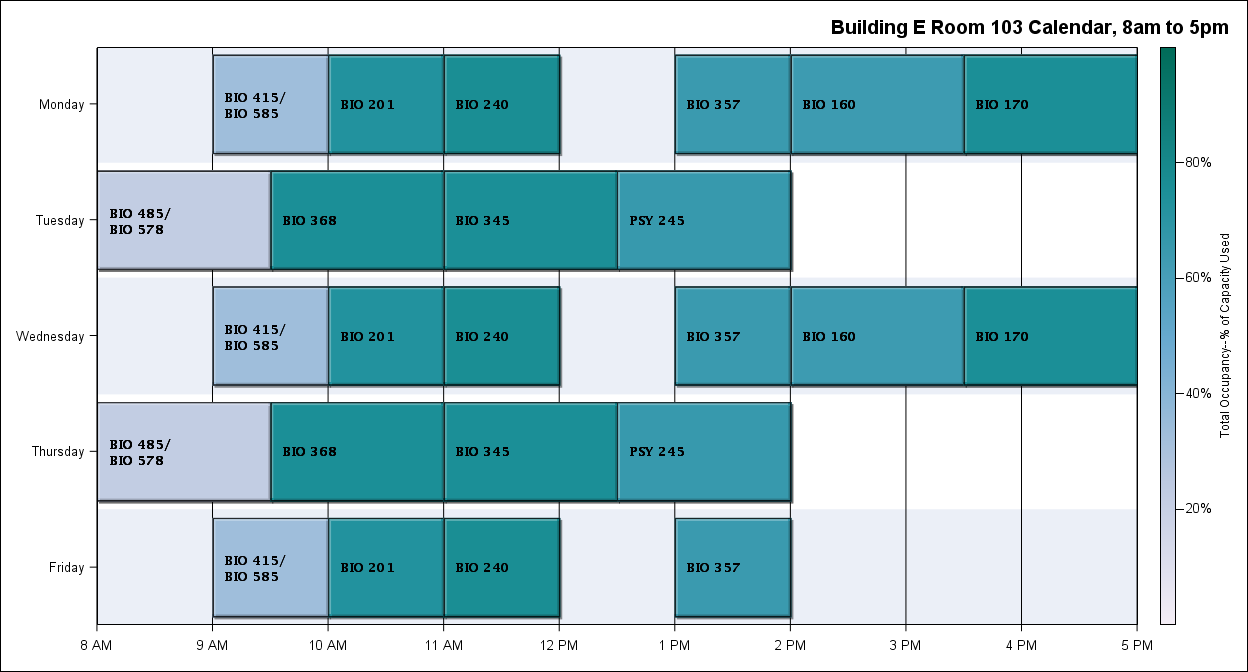 Building E Room 103 Calendar, 8am to 5pm
Monday
BIO 415/
BIO 585
BIO 201
BIO 240
BIO 357
BIO 160
BIO 170
Tuesday
BIO 485/
BIO 578
BIO 368
BIO 345
PSY 245
Wednesday
BIO 415/
BIO 585
BIO 201
BIO 240
BIO 357
BIO 160
BIO 170
Thursday
BIO 485/
BIO 578
BIO 368
BIO 345
PSY 245
Friday
BIO 415/
BIO 585
BIO 201
BIO 240
BIO 357
8 AM
9 AM
10 AM
11 AM
12 PM
1 PM
2 PM
3 PM
4 PM
5 PM
80%
60%
40%
20%
Total Occupancy--% of Capacity Used